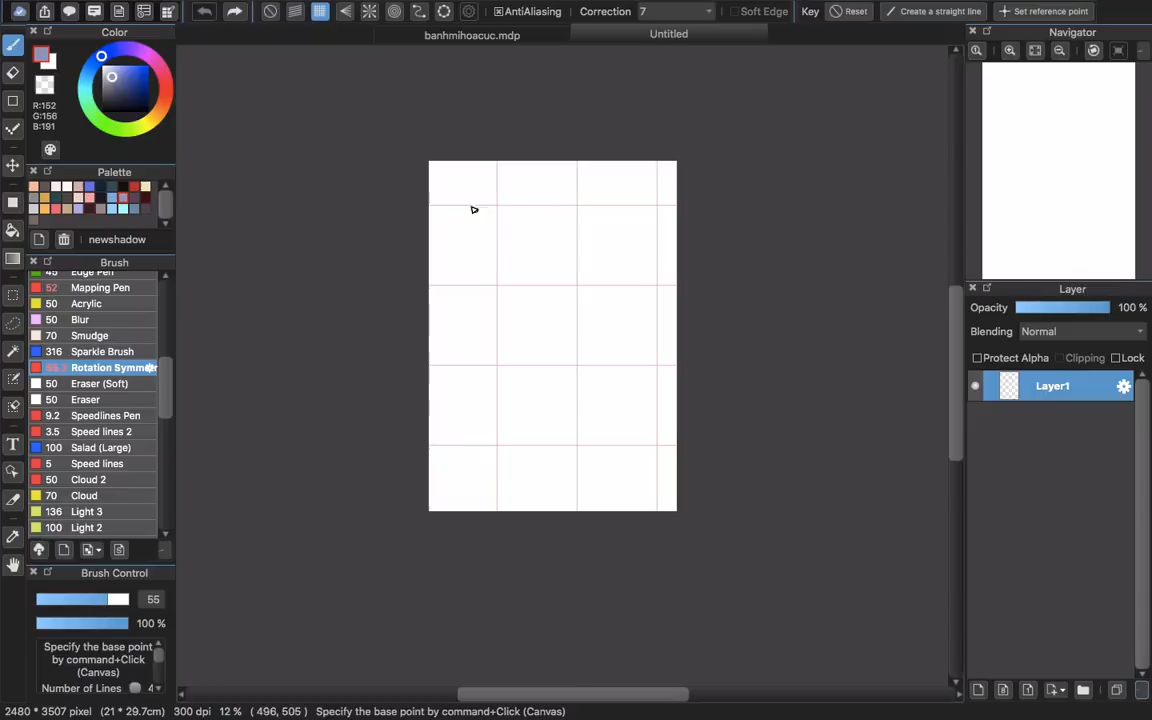 AntiAliasing Correction 7 Soft Edge Key Reset Create a straight line Set reference point
Color
banhmihoacuc.mdp Untitled
Navigator
R:152
G:156
B:191
Palette
newshadow
Brush
45 Edge Pen
52 Mapping Pen
50 Acrylic
50 Blur
70 Smudge
316 Sparkle Brush
Rotation Symme
50 Eraser (Soft)
50 Eraser
9.2 Speedlines Pen
3.5 Speed lines 2
100 Salad (Large)
5 Speed lines
50 Cloud 2
70 Cloud
136 Light 3
100 Light 2
Brush Control
55
100 %
Specify the base point
by command+Click
(Canvas)
Number of Lines
Layer
Opacity 100 %
Blending Normal
Protect Alpha Clipping Lock
Layer1
2480 * 3507 pixel (21 * 29.7cm) 300 dpi 12 % ( 496, 505 ) Specify the base point by command+Click (Canvas)
T